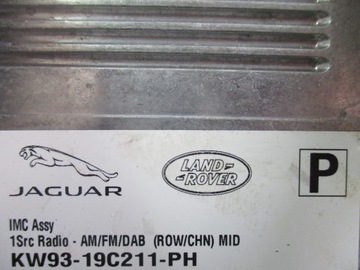 JAGUAR
LAND-
-ROVER
P
IMC Assy
1Src Radio - AM/FM/DAB (ROW/CHN) MID
KW93-19C211-PH